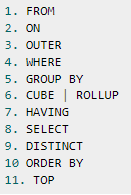 1. FROM
2. ON
3. OUTER
4. WHERE
5. GROUP BY
6. CUBE | ROLLUP
7. HAVING
8. SELECT
9. DISTINCT
10 ORDER BY
11. TOP